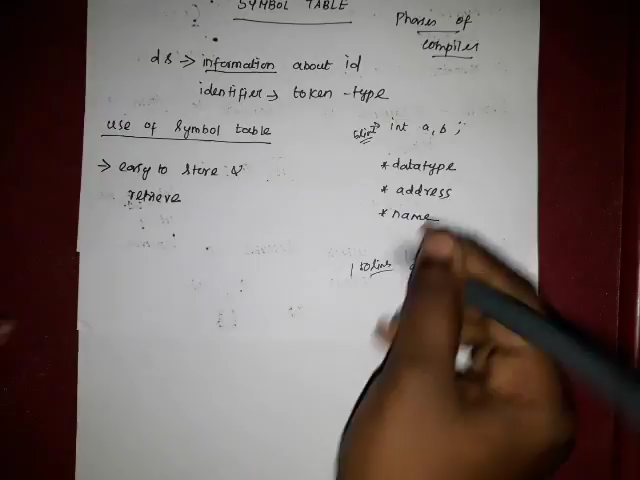 SYMBOL TABLE
Phases of
compiler
ds → information about id
identifier → token - type
use of Symbol table
int a, b ;
→ easy to store &
retrieve
* datatype
* address
* name